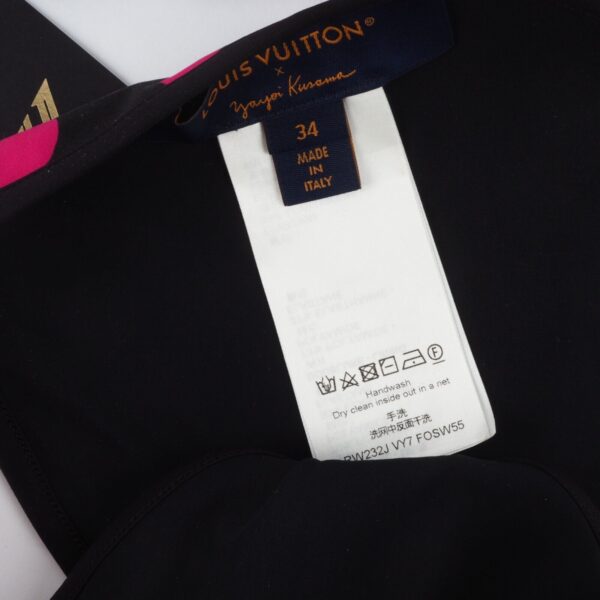 LOUIS VUITTON®
×
Yayoi Kusama
34
MADE
IN
ITALY
Handwash
Dry clean inside out in a net
手洗
洗网中反面干洗
RW232J VY7 FOSW55